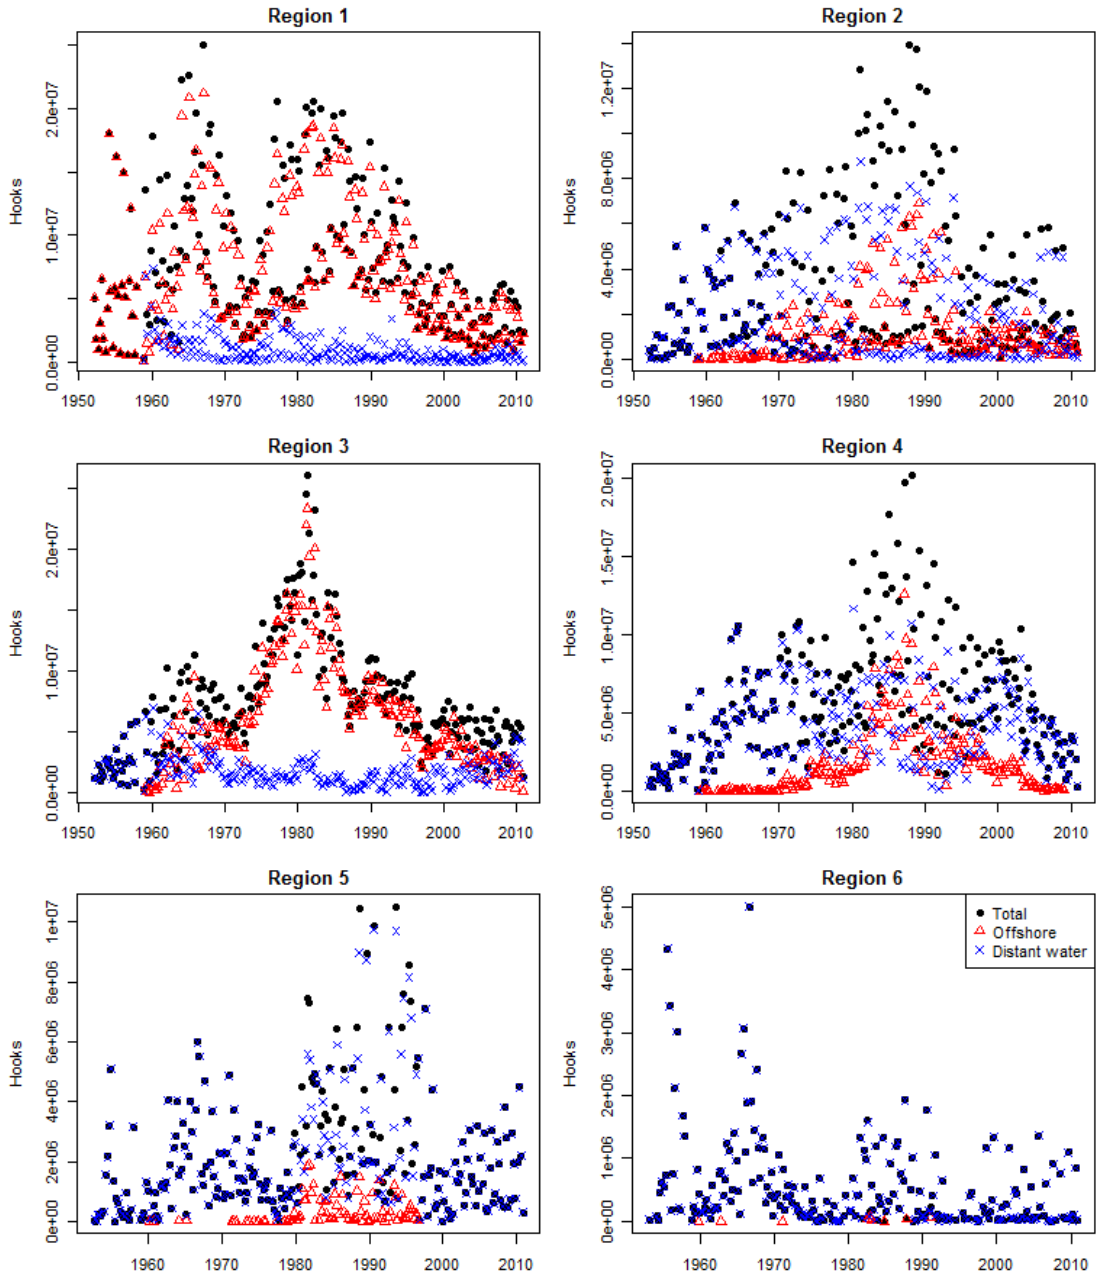 Region 1
Hooks
0.0e+00 1.0e+07 2.0e+07
1950 1960 1970 1980 1990 2000 2010
Region 2
Hooks
0.0e+00 4.0e+06 8.0e+06 1.2e+07
1950 1960 1970 1980 1990 2000 2010
Region 3
Hooks
0.0e+00 1.0e+07 2.0e+07
1950 1960 1970 1980 1990 2000 2010
Region 4
Hooks
0.0e+00 5.0e+06 1.0e+07 1.5e+07 2.0e+07
1950 1960 1970 1980 1990 2000 2010
Region 5
Hooks
0e+00 2e+06 4e+06 6e+06 8e+06 1e+07
1960 1970 1980 1990 2000 2010
Region 6
Hooks
0e+00 1e+06 2e+06 3e+06 4e+06 5e+06
Total
Offshore
Distant water
1960 1970 1980 1990 2000 2010